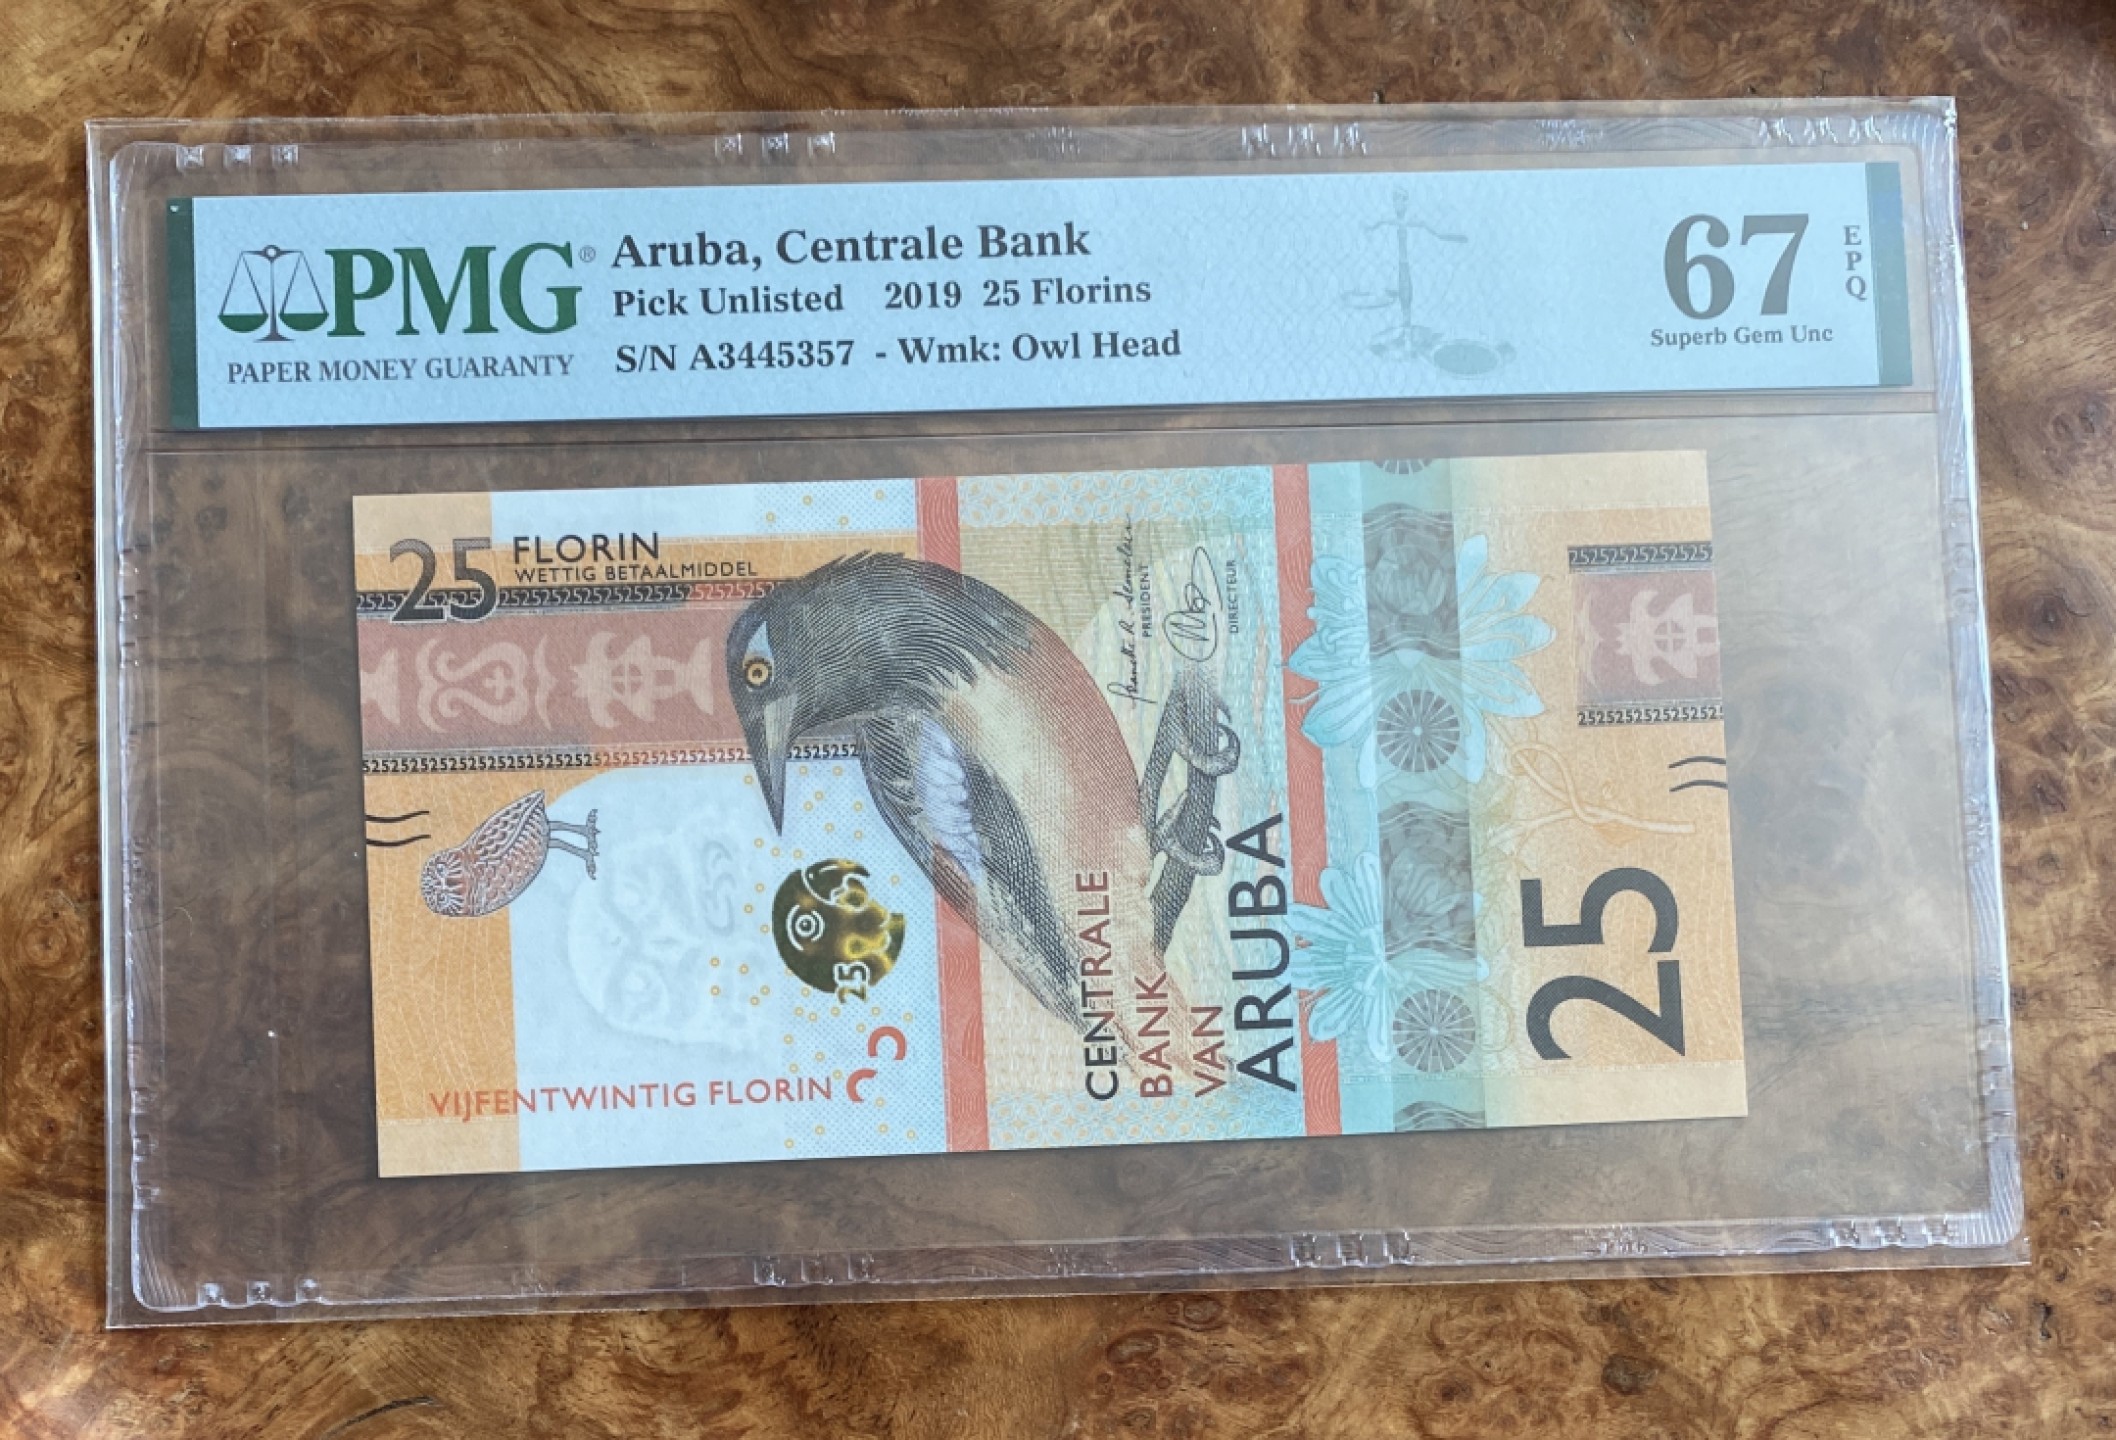 PMG®
PAPER MONEY GUARANTY
Aruba, Centrale Bank
Pick Unlisted 2019 25 Florins
S/N A3445357 - Wmk: Owl Head
67
EPQ
Superb Gem Unc
25 FLORIN
WETTIG BETAALMIDDEL
PRESIDENT
DIRECTEUR
25
VIJFENTWINTIG FLORIN
CENTRALE
BANK
VAN
ARUBA
25